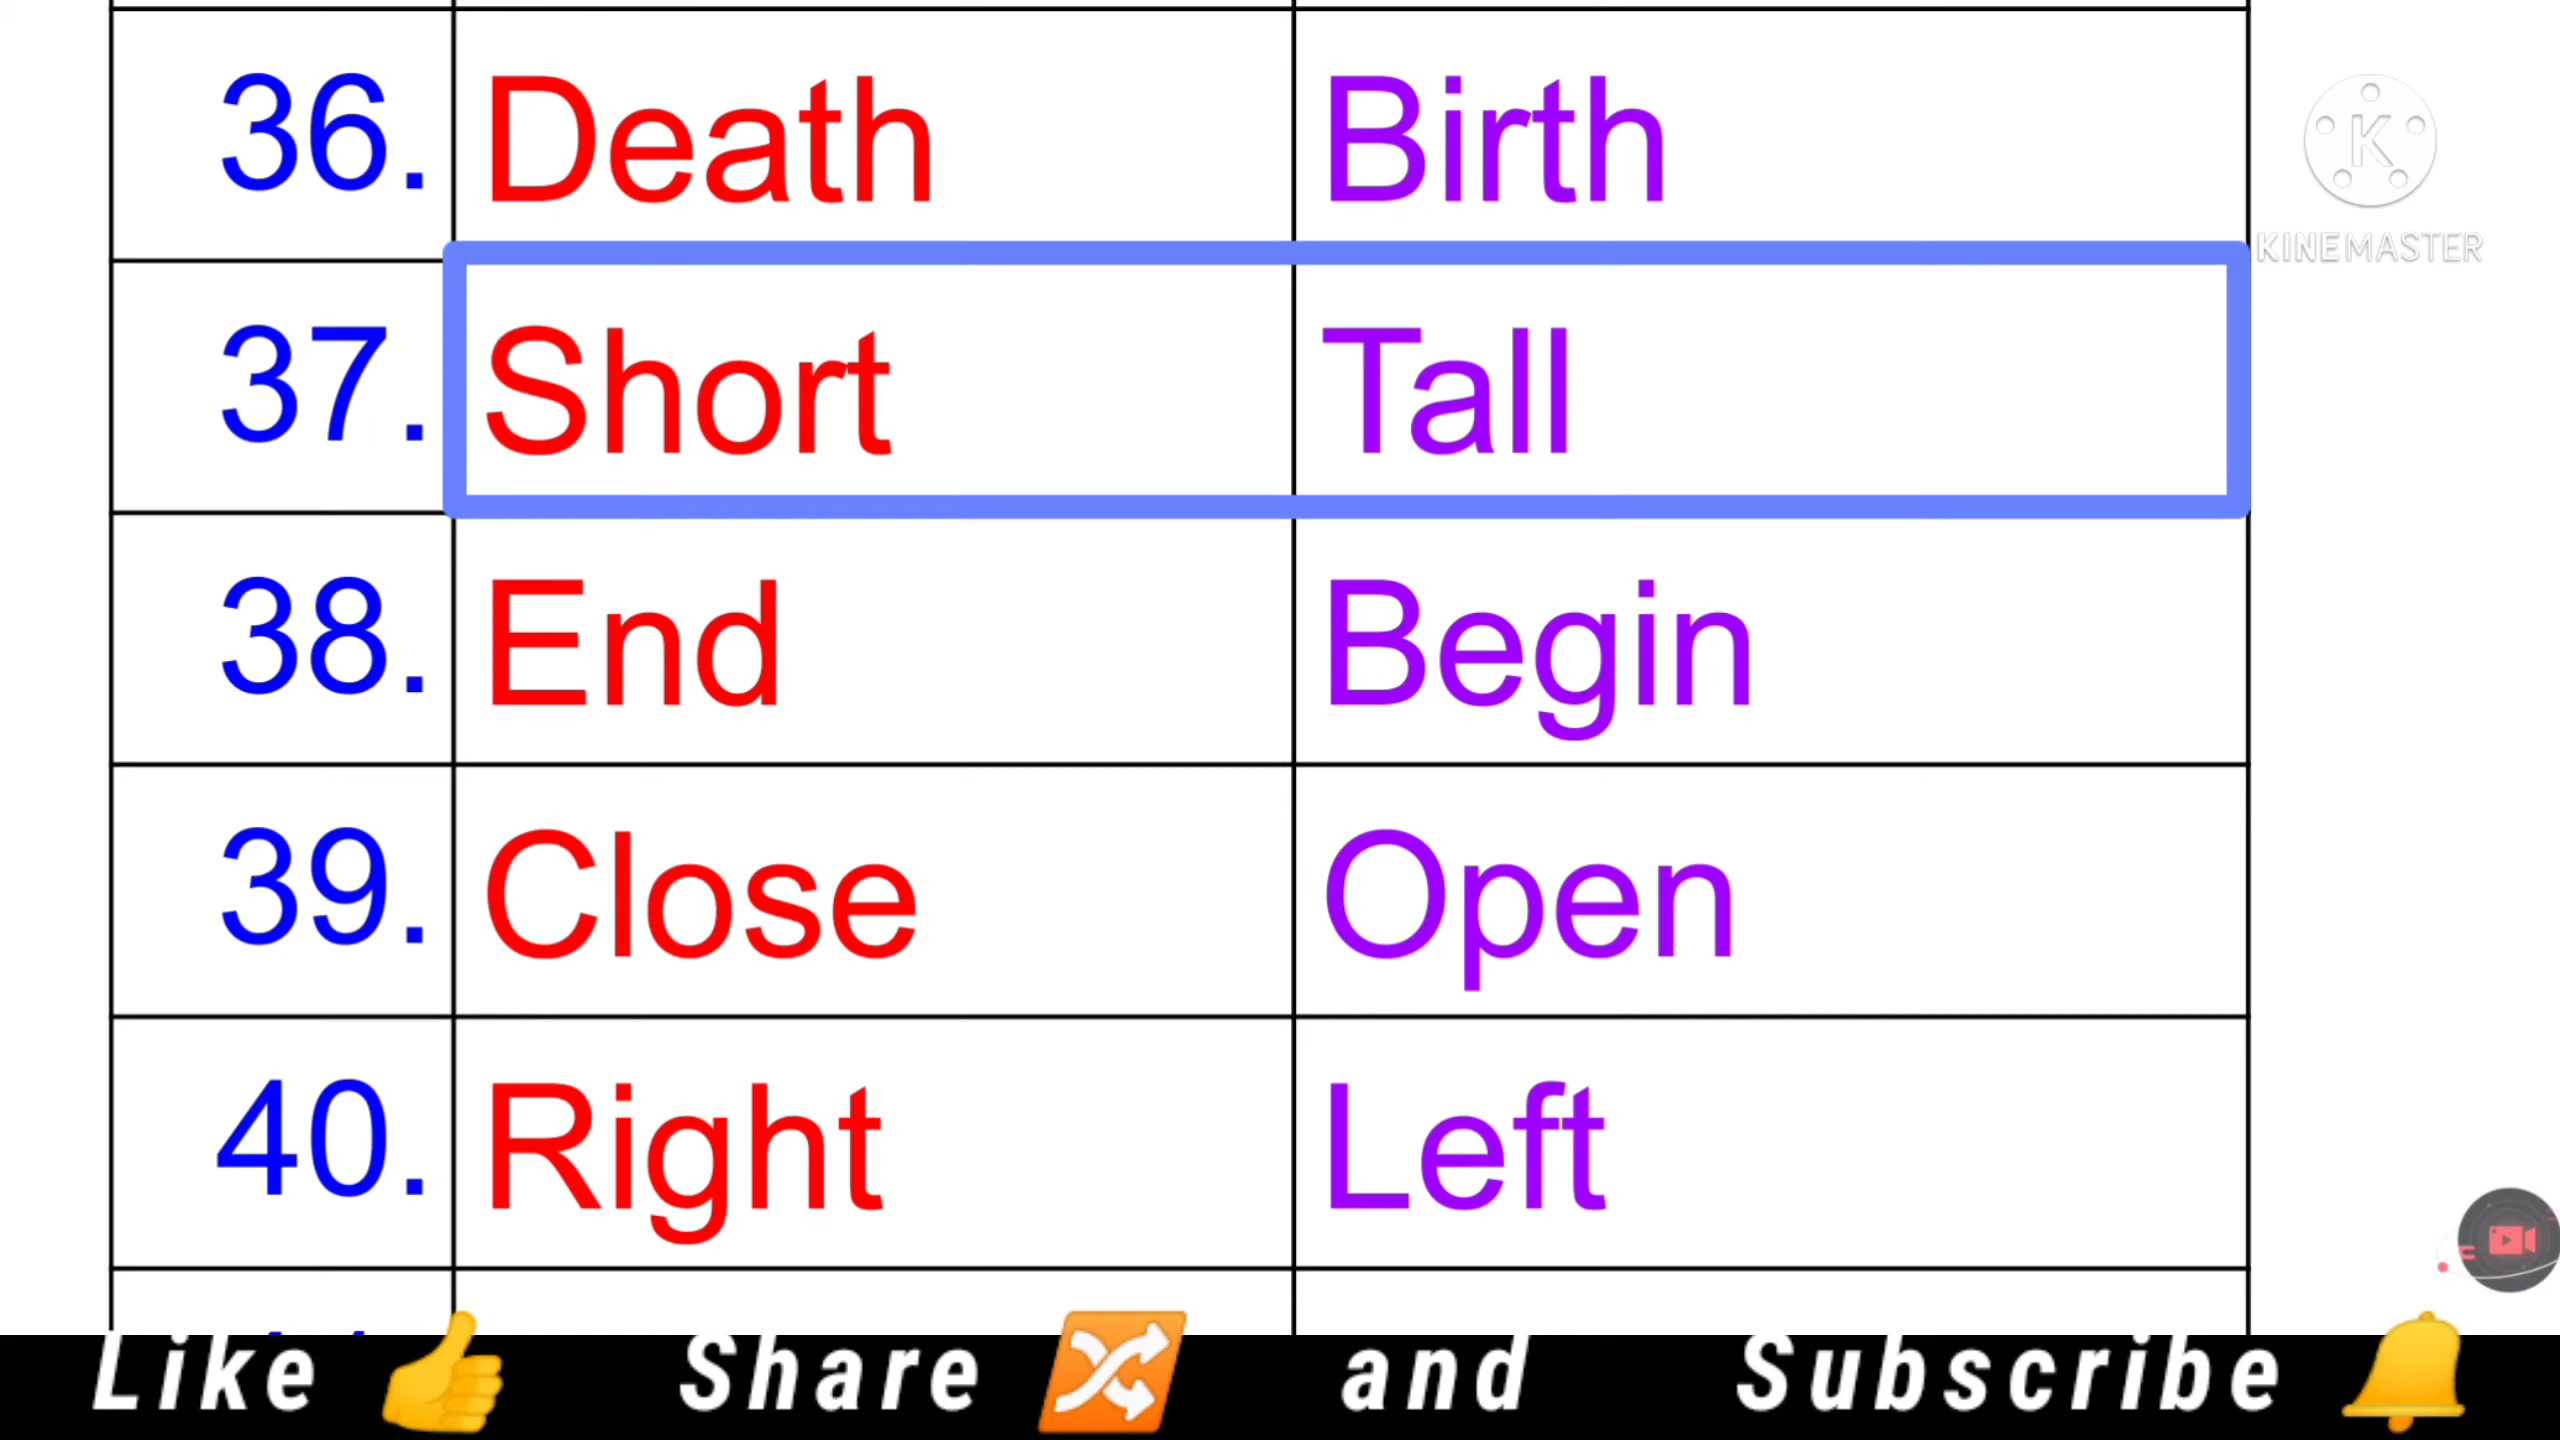 36. Death Birth
K
KINEMASTER
37. Short Tall
38. End Begin
39. Close Open
40. Right Left
Like 👍 Share 🔀 and Subscribe 🔔